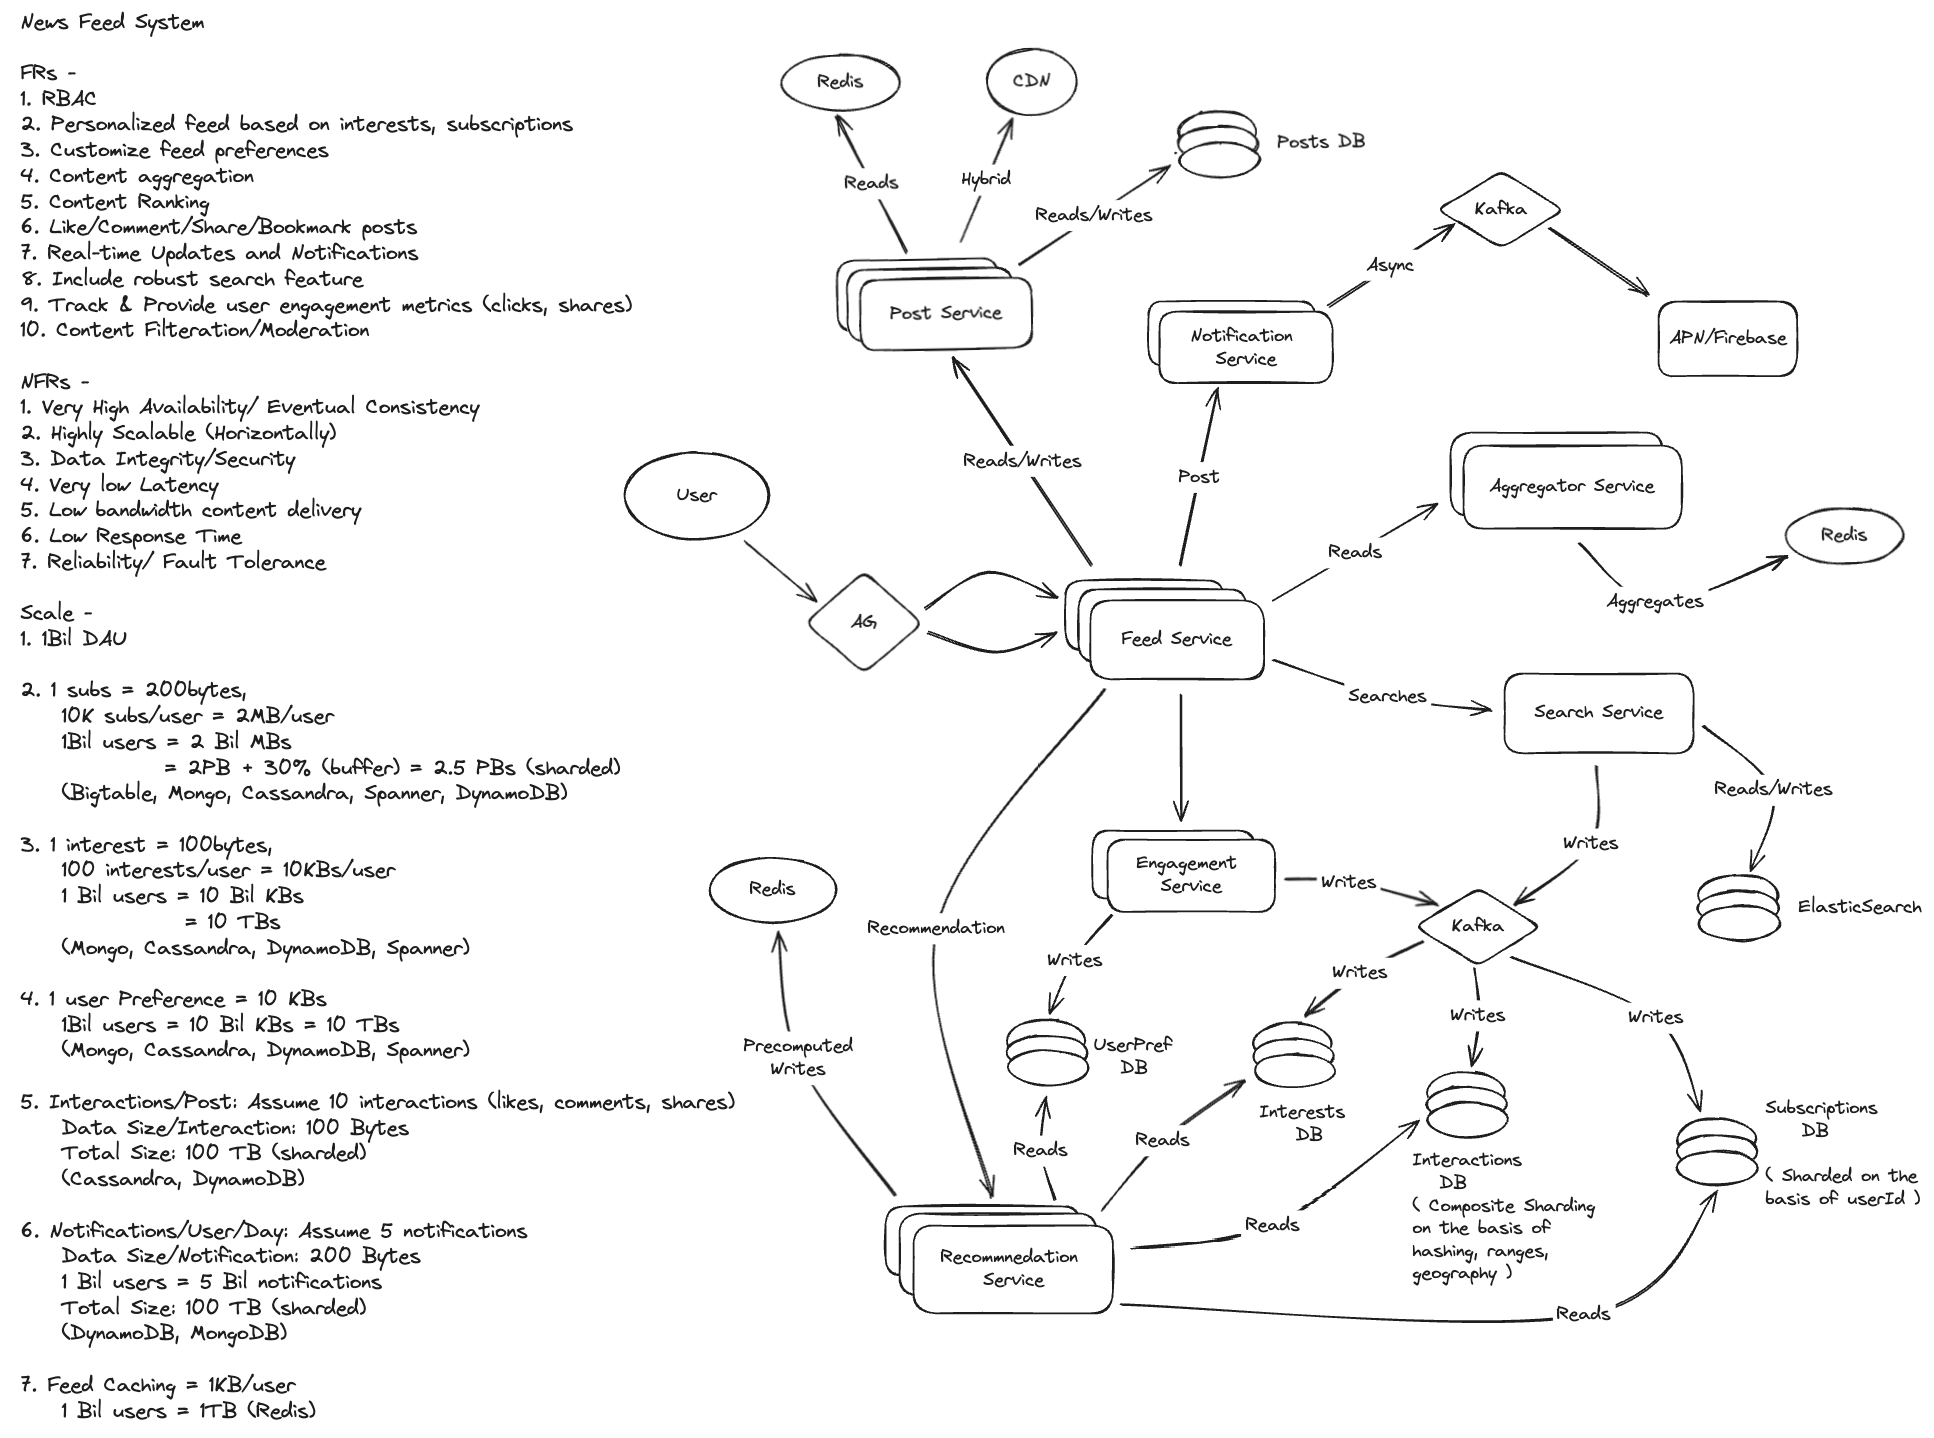 News Feed System
FRs -
1. RBAC
2. Personalized feed based on interests, subscriptions
3. Customize feed preferences
4. Content aggregation
5. Content Ranking
6. Like/Comment/Share/Bookmark posts
7. Real-time Updates and Notifications
8. Include robust search feature
9. Track & Provide user engagement metrics (clicks, shares)
10. Content Filteration/Moderation
NFRs -
1. Very High Availability/ Eventual Consistency
2. Highly Scalable (Horizontally)
3. Data Integrity/Security
4. Very low Latency
5. Low bandwidth content delivery
6. Low Response Time
7. Reliability/ Fault Tolerance
Scale -
1. 1Bil DAU
2. 1 subs = 200bytes,
10K subs/user = 2MB/user
1Bil users = 2 Bil MBs
= 2PB + 30% (buffer) = 2.5 PBs (sharded)
(Bigtable, Mongo, Cassandra, Spanner, DynamoDB)
3. 1 interest = 100bytes,
100 interests/user = 10KBs/user
1 Bil users = 10 Bil KBs
= 10 TBs
(Mongo, Cassandra, DynamoDB, Spanner)
4. 1 user Preference = 10 KBs
1Bil users = 10 Bil KBs = 10 TBs
(Mongo, Cassandra, DynamoDB, Spanner)
5. Interactions/Post: Assume 10 interactions (likes, comments, shares)
Data Size/Interaction: 100 Bytes
Total Size: 100 TB (sharded)
(Cassandra, DynamoDB)
6. Notifications/User/Day: Assume 5 notifications
Data Size/Notification: 200 Bytes
1 Bil users = 5 Bil notifications
Total Size: 100 TB (sharded)
(DynamoDB, MongoDB)
7. Feed Caching = 1KB/user
1 Bil users = 1TB (Redis)
Redis
CDN
Posts DB
Reads
Hybrid
Reads/Writes
Post Service
Kafka
Async
Notification
Service
APN/Firebase
Reads/Writes
Post
User
Aggregator Service
Reads
Redis
Aggregates
AG
Feed Service
Searches
Search Service
Reads/Writes
Writes
ElasticSearch
Engagement
Service
Writes
Kafka
Redis
Recommendation
Writes
Writes
Writes
Writes
Precomputed
Writes
UserPref
DB
Interests
DB
Interactions
DB
( Composite Sharding
on the basis of
hashing, ranges,
geography )
Subscriptions
DB
( Sharded on the
basis of userId )
Reads
Reads
Reads
Reads
Recommnedation
Service